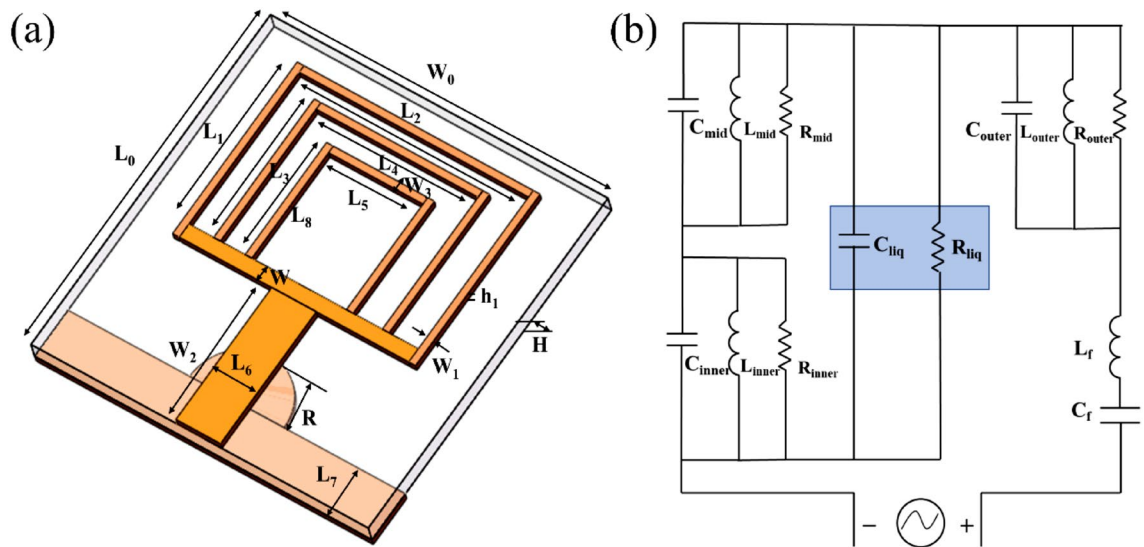 (a)
W₀
L₂
L₁
L₀
L₃
L₄
W₃
L₅
L₈
W
h₁
H
W₂
L₆
W₁
R
L₇
(b)
Cmid
Lmid
Rmid
Couter
Louter
Router
Cliq
Rliq
Cinner
Linner
Rinner
Lf
Cf
− +